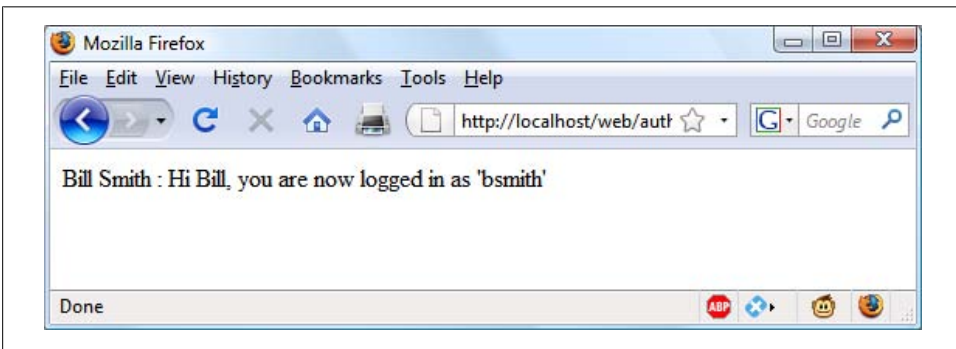 Mozilla Firefox
File Edit View History Bookmarks Tools Help
http://localhost/web/auth
G Google
Bill Smith : Hi Bill, you are now logged in as 'bsmith'
Done
ABP